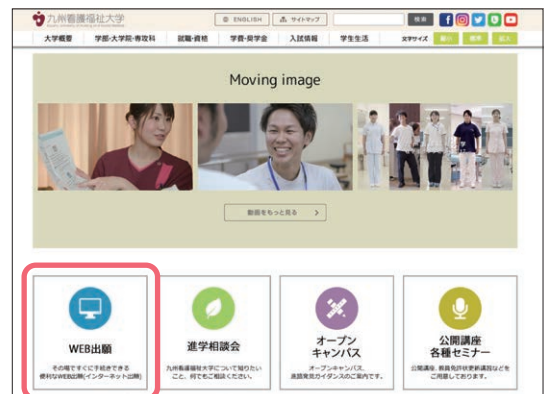 九州看護福祉大学
ENGLISH
サイトマップ
検索
大学概要
学部・大学院・専攻科
就職・資格
学費・奨学金
入試情報
学生生活
文字サイズ
縮小
標準
拡大
Moving image
動画をもっと見る
WEB出願
その場ですぐに手続きできる
便利なWEB出願(インターネット出願)
進学相談会
九州看護福祉大学について知りたい
こと、何でもご相談ください。
オープン
キャンパス
オープンキャンパス、
進路発見ガイダンスのご案内です。
公開講座
各種セミナー
公開講座、教員免許状更新講習などを
ご用意しております。